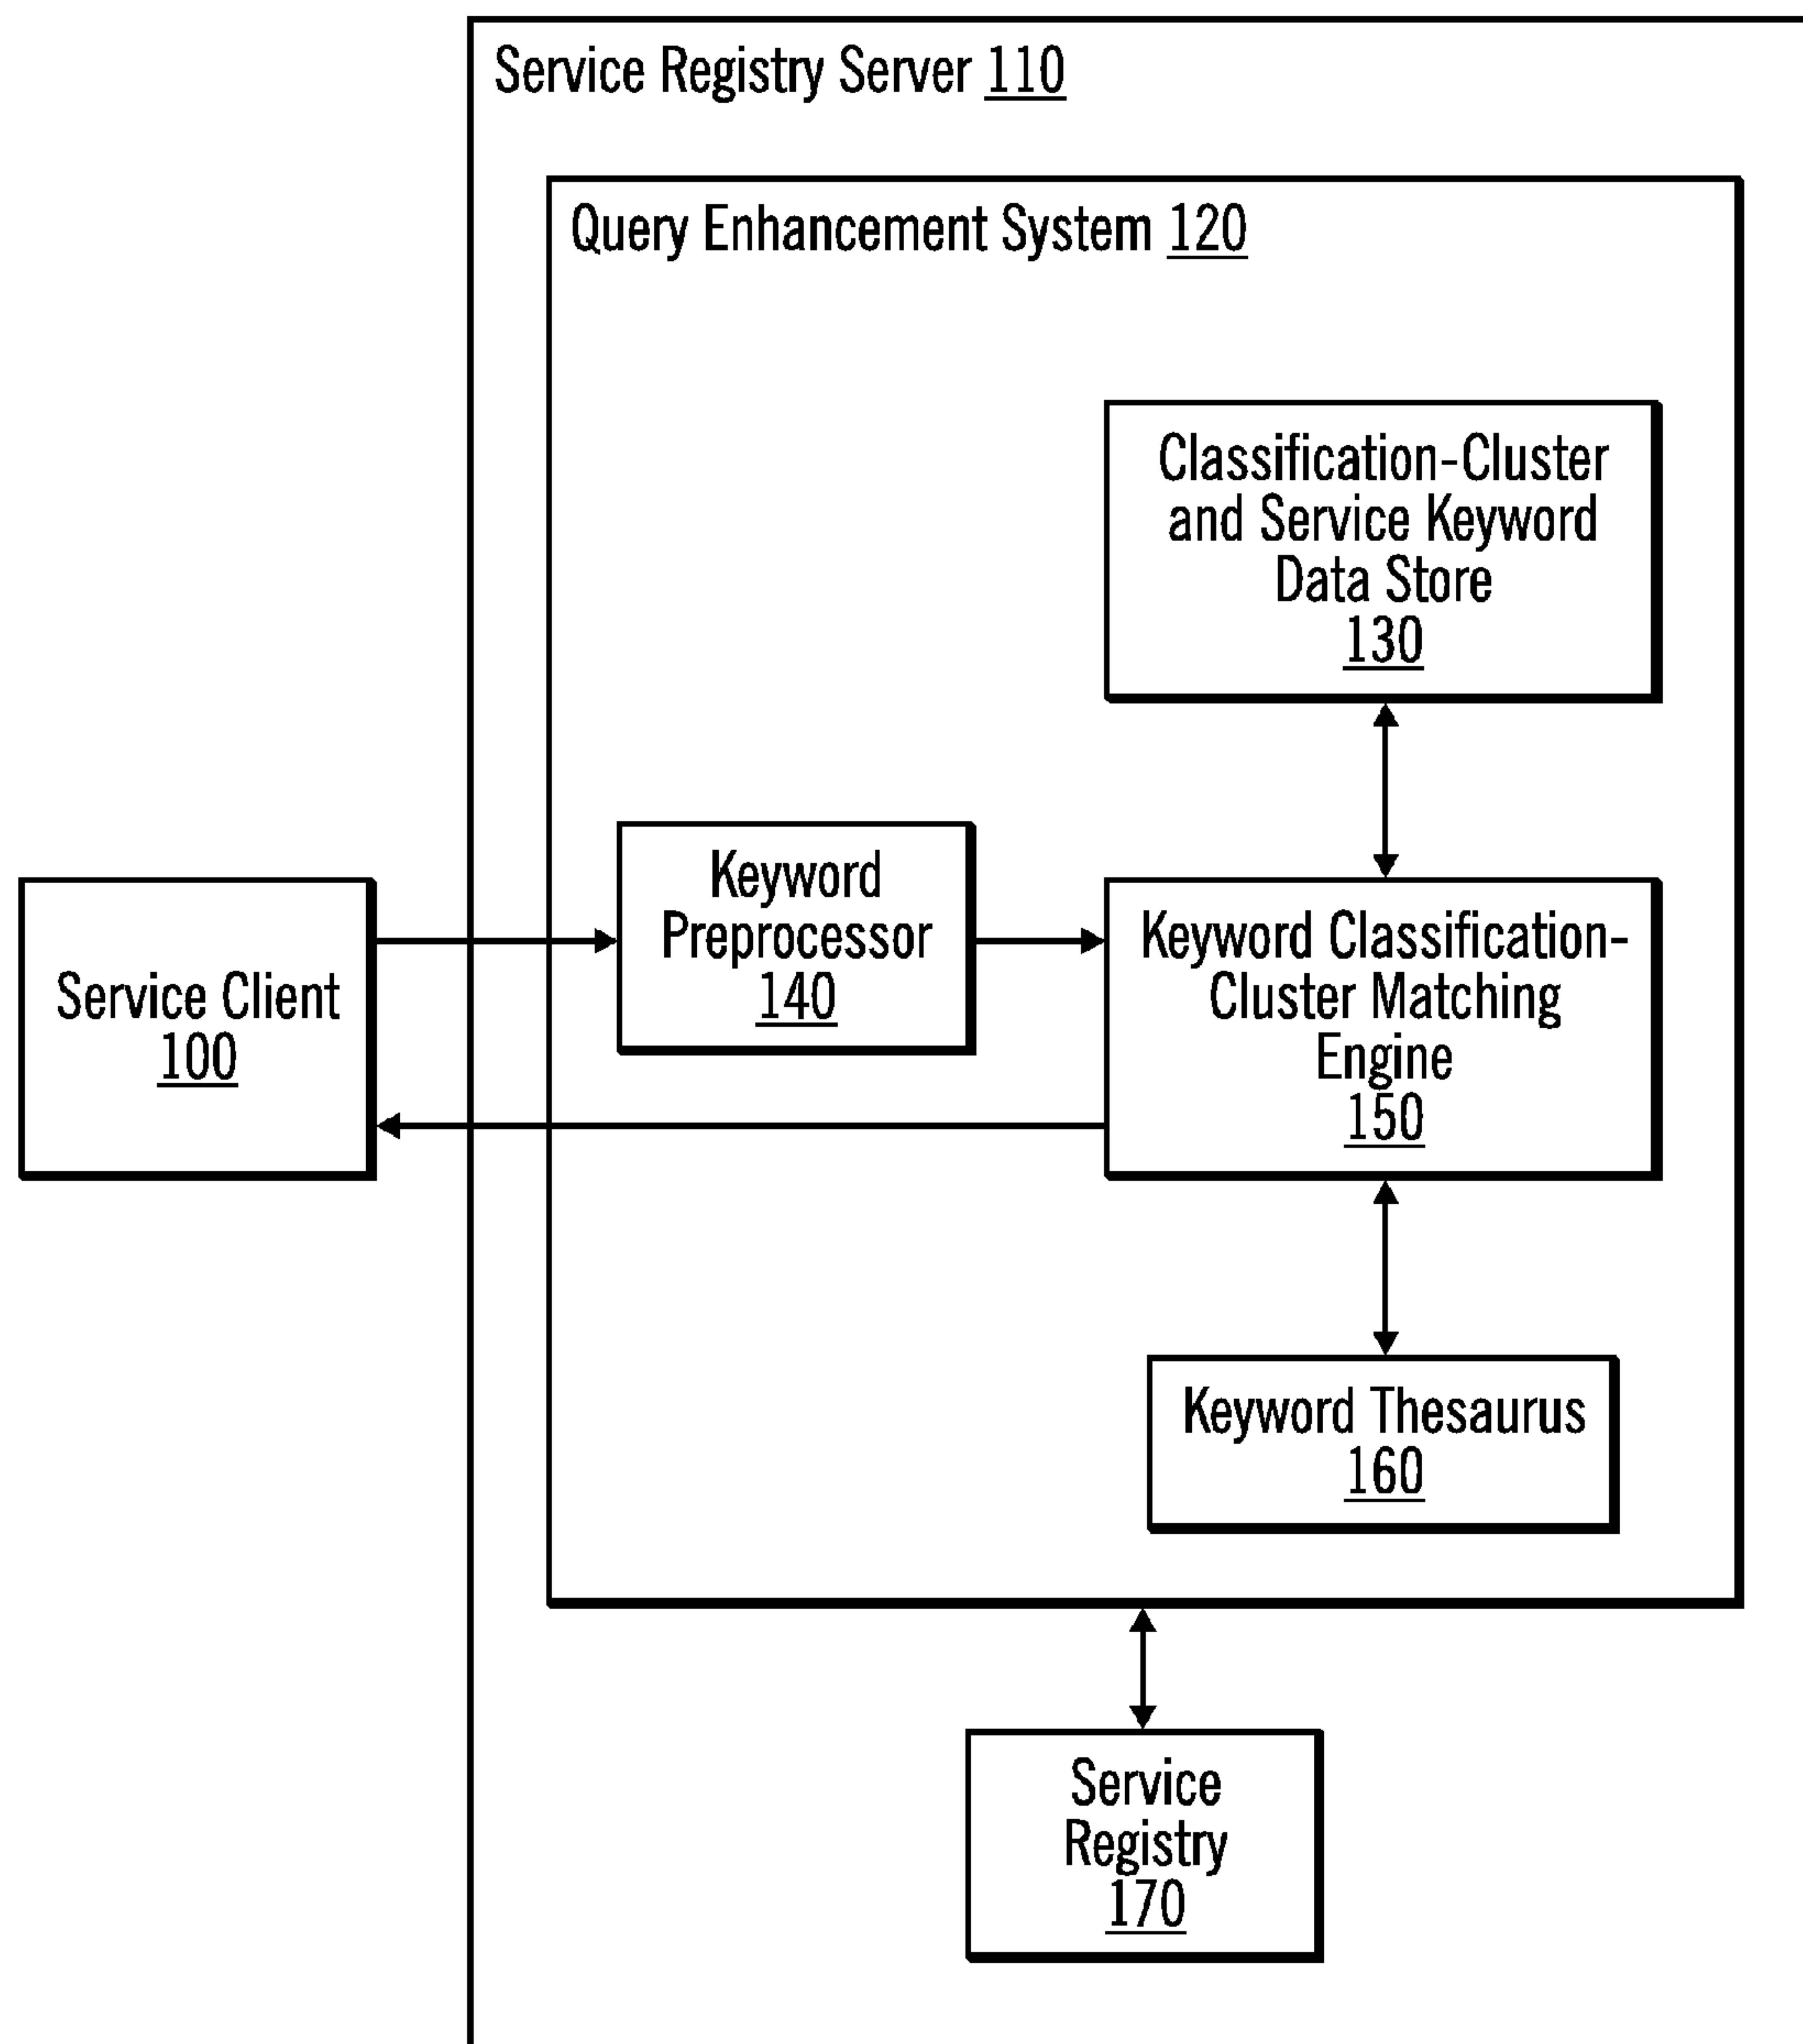 Service Registry Server 110
Query Enhancement System 120
Classification-Cluster
and Service Keyword
Data Store
130
Keyword
Preprocessor
140
Keyword Classification-
Cluster Matching
Engine
150
Service Client
100
Keyword Thesaurus
160
Service
Registry
170